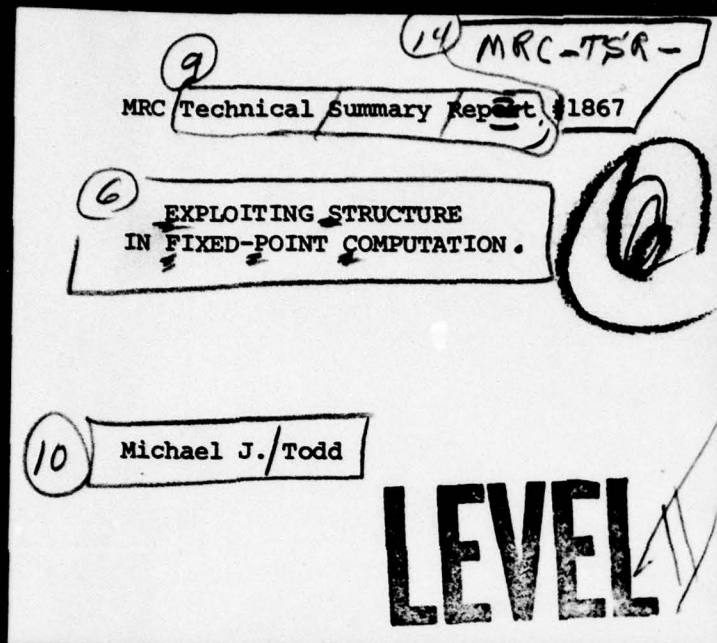 14 MRC-TSR-
9
MRC Technical Summary Report #1867
6
EXPLOITING STRUCTURE
IN FIXED-POINT COMPUTATION.
10 Michael J. Todd
LEVEL